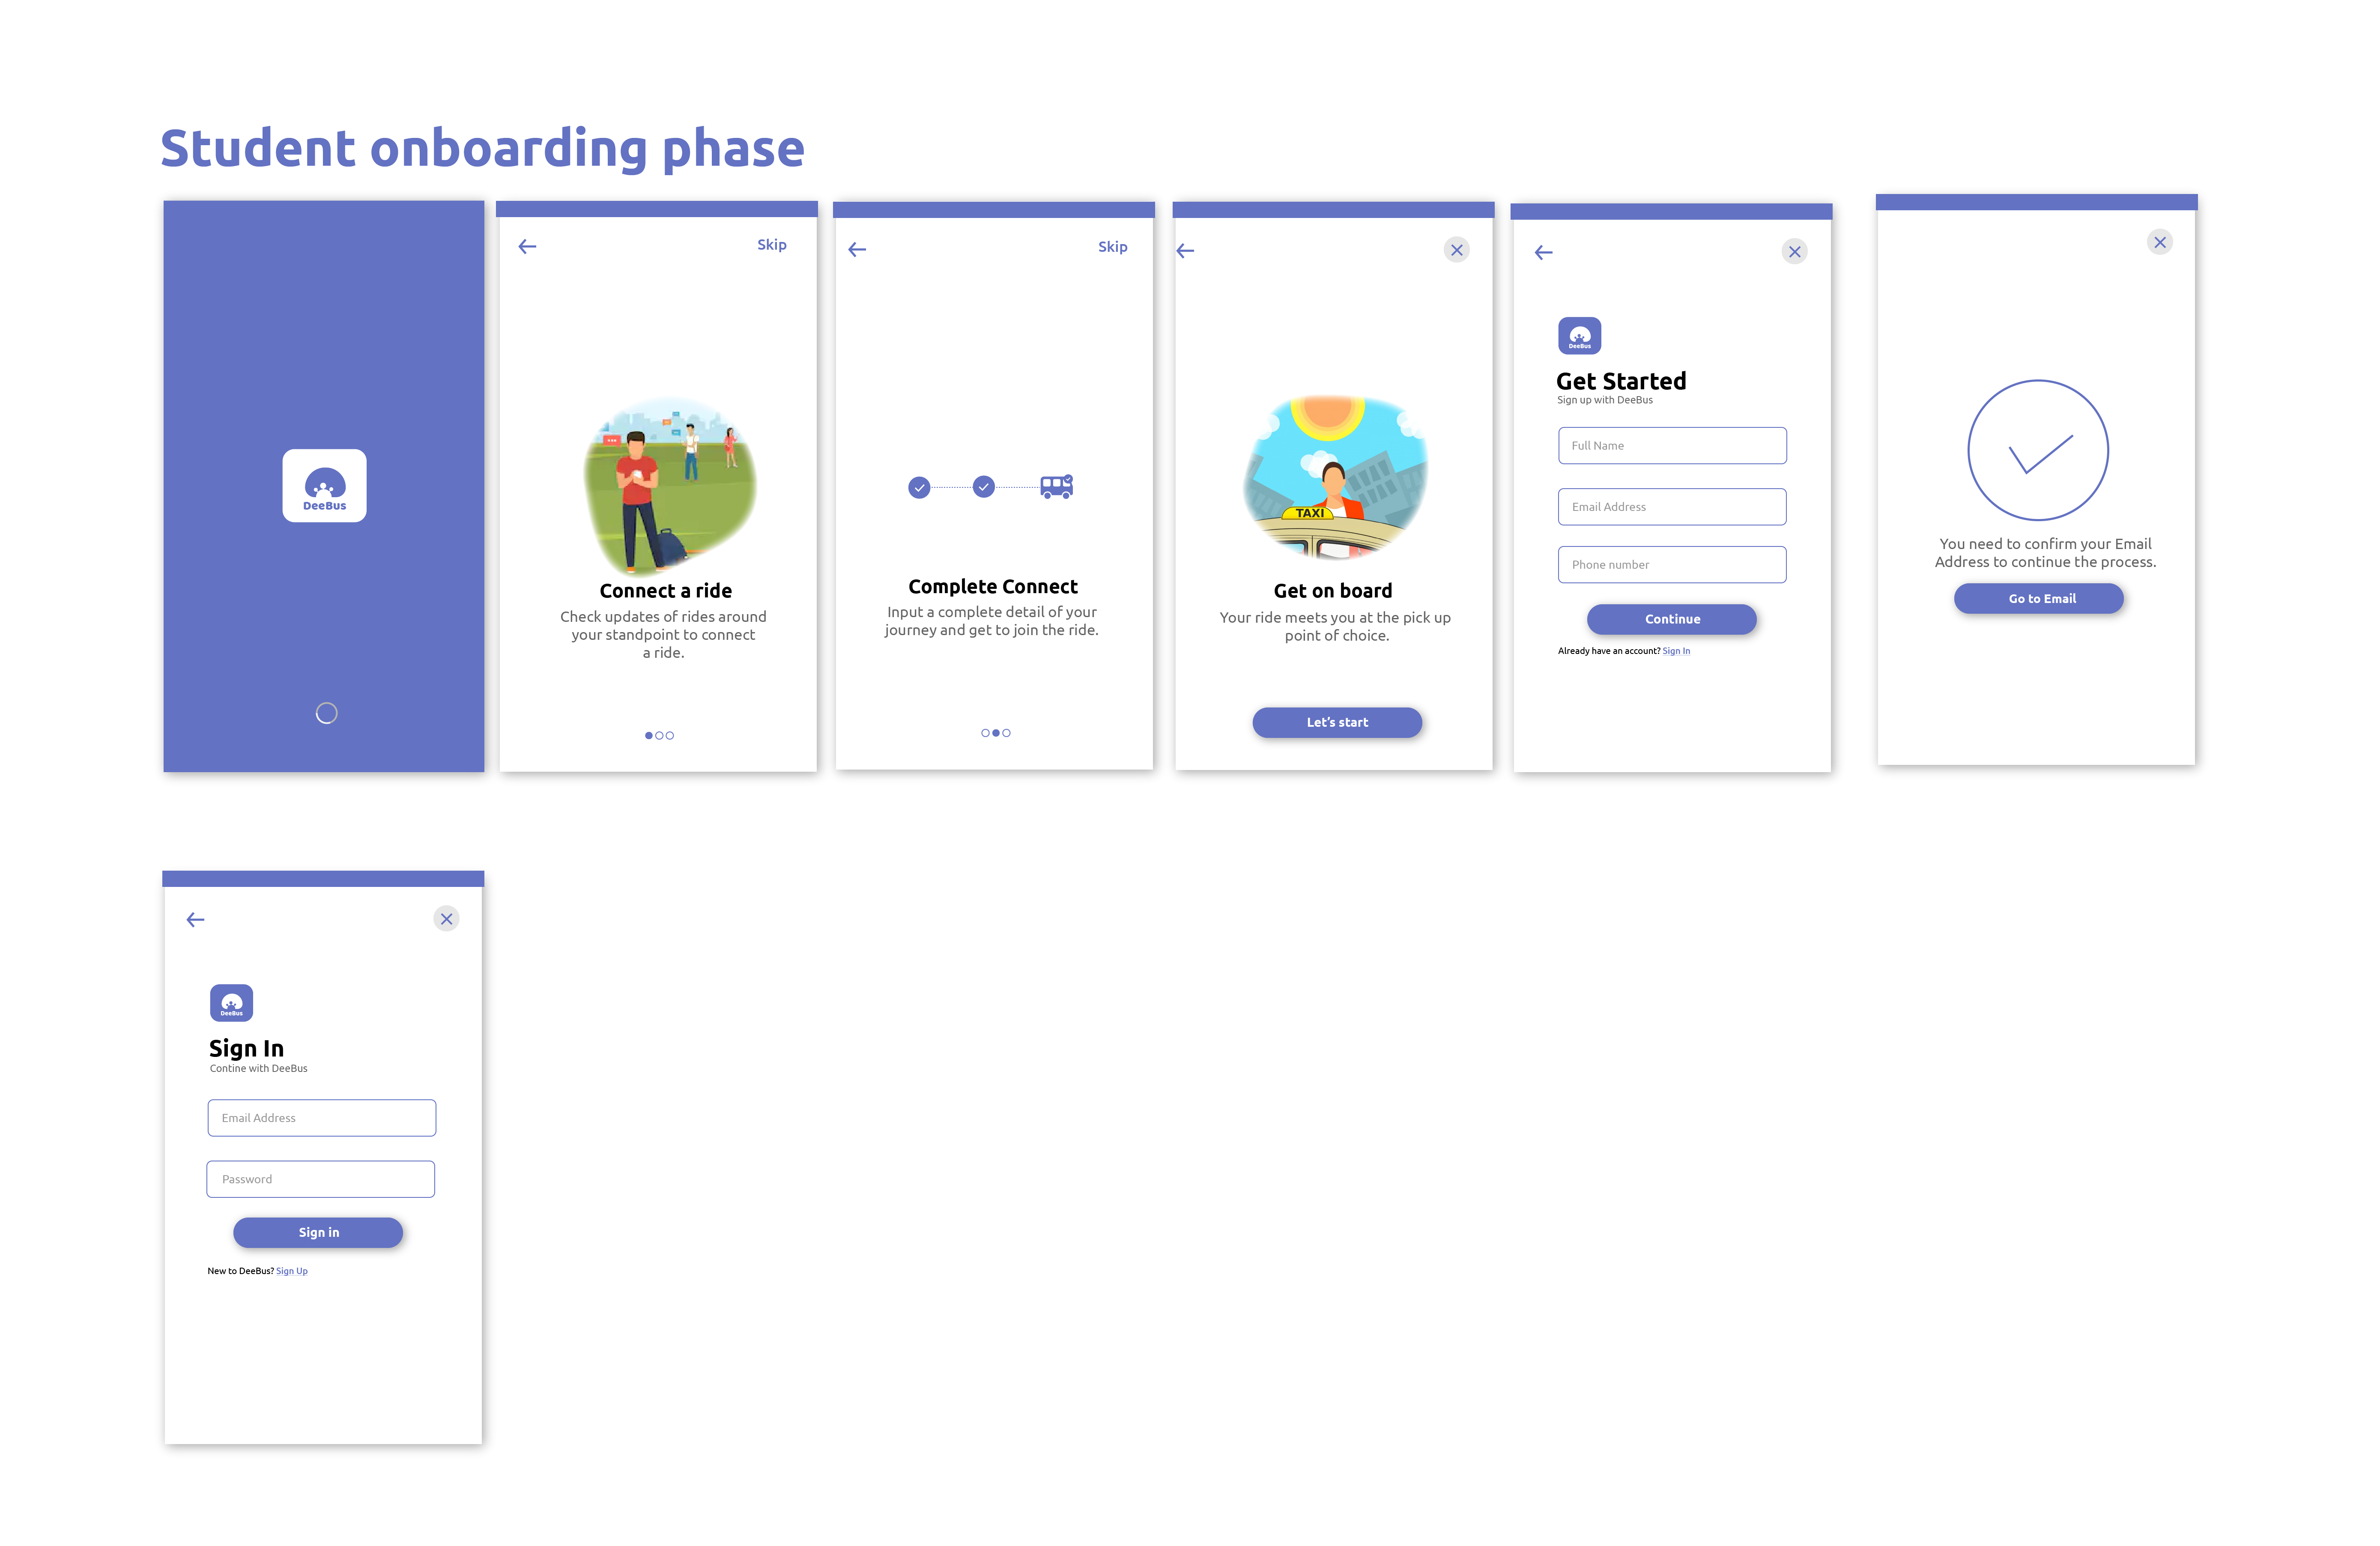 Student onboarding phase
DeeBus
Skip
Connect a ride
Check updates of rides around
your standpoint to connect
a ride.
Skip
Complete Connect
Input a complete detail of your
journey and get to join the ride.
TAXI
Get on board
Your ride meets you at the pick up
point of choice.
Let's start
DeeBus
Get Started
Sign up with DeeBus
Full Name
Email Address
Phone number
Continue
Already have an account? Sign In
You need to confirm your Email
Address to continue the process.
Go to Email
DeeBus
Sign In
Contine with DeeBus
Email Address
Password
Sign in
New to DeeBus? Sign Up